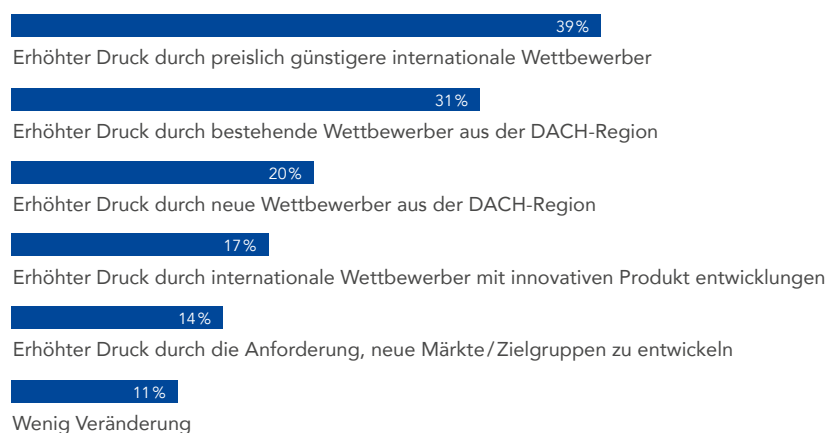 39 %
Erhöhter Druck durch preislich günstigere internationale Wettbewerber
31 %
Erhöhter Druck durch bestehende Wettbewerber aus der DACH-Region
20 %
Erhöhter Druck durch neue Wettbewerber aus der DACH-Region
17 %
Erhöhter Druck durch internationale Wettbewerber mit innovativen Produkt entwicklungen
14 %
Erhöhter Druck durch die Anforderung, neue Märkte / Zielgruppen zu entwickeln
11 %
Wenig Veränderung